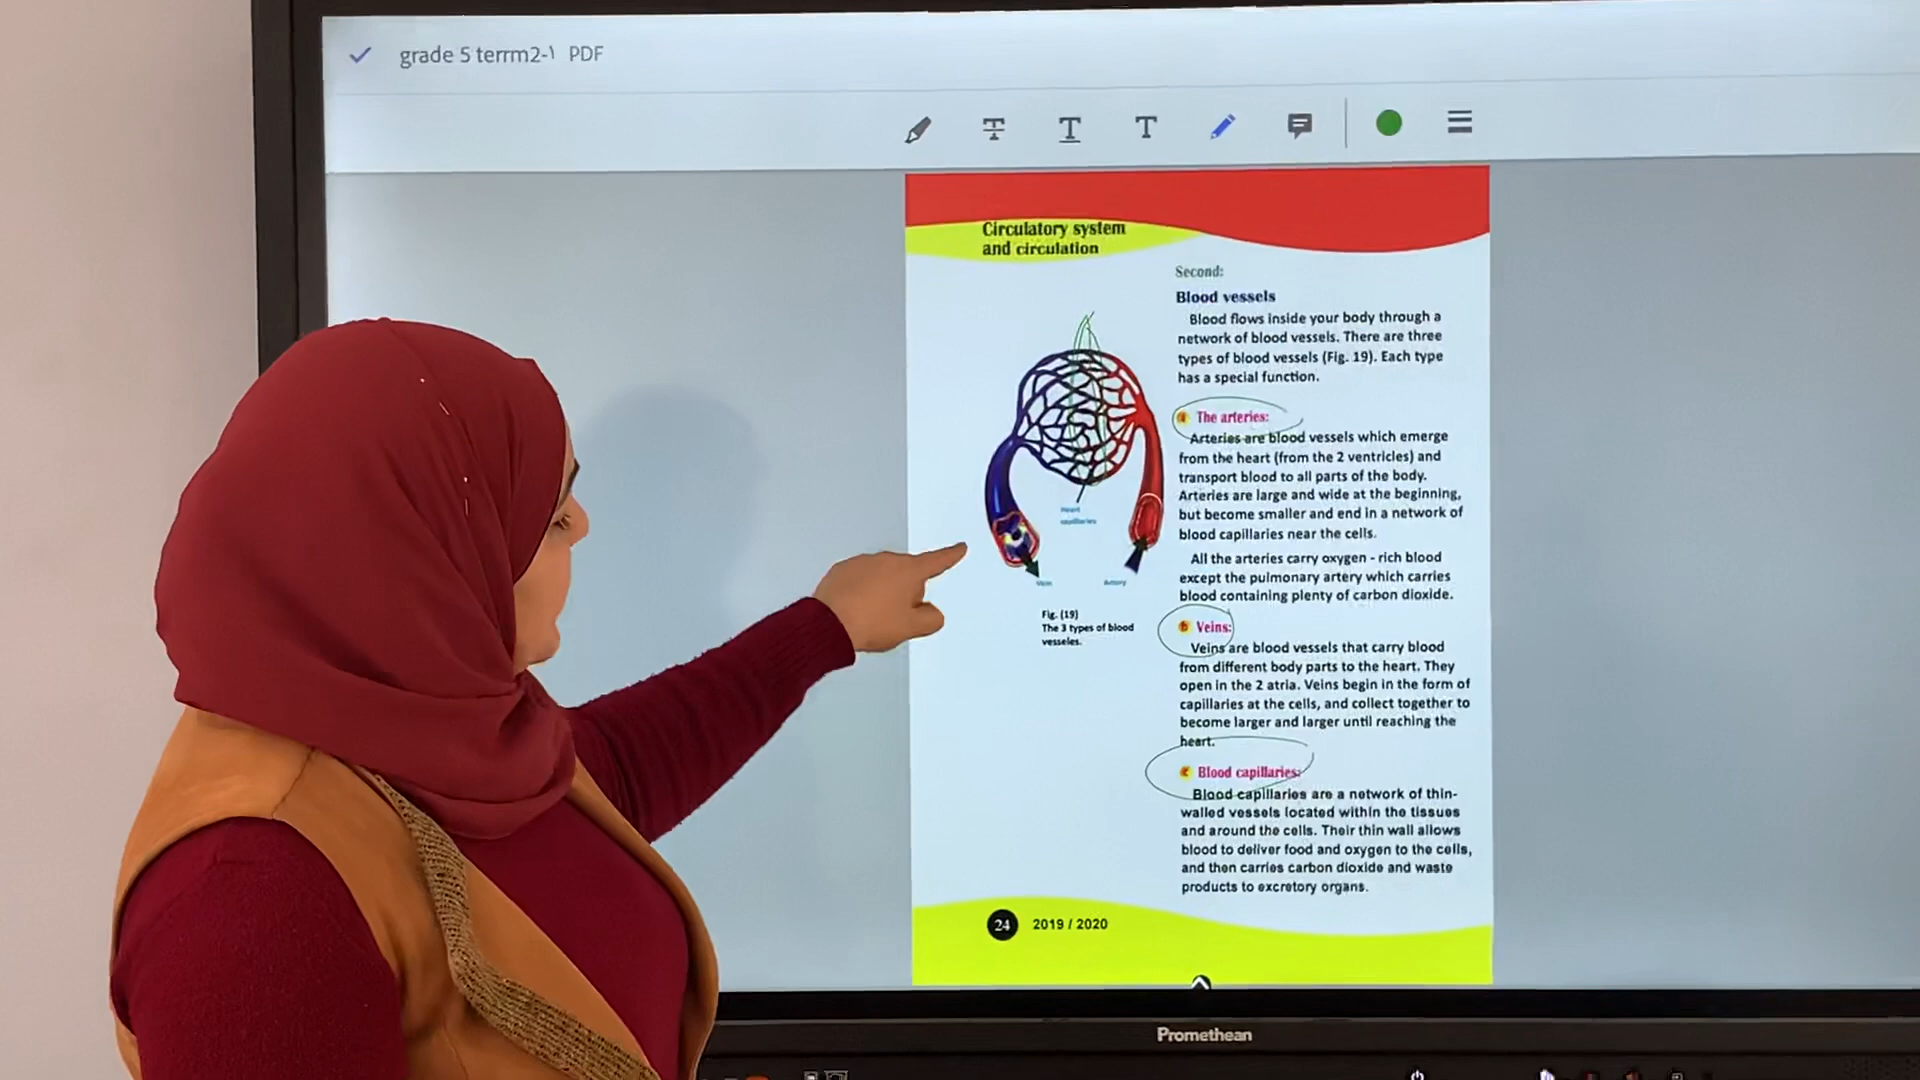 grade 5 terrm2-١ PDF
Circulatory system
and circulation
Second:
Blood vessels
Blood flows inside your body through a
network of blood vessels. There are three
types of blood vessels (Fig. 19). Each type
has a special function.
a The arteries:
Arteries are blood vessels which emerge
from the heart (from the 2 ventricles) and
transport blood to all parts of the body.
Arteries are large and wide at the beginning,
but become smaller and end in a network of
blood capillaries near the cells.
All the arteries carry oxygen - rich blood
except the pulmonary artery which carries
blood containing plenty of carbon dioxide.
b Veins:
Veins are blood vessels that carry blood
from different body parts to the heart. They
open in the 2 atria. Veins begin in the form of
capillaries at the cells, and collect together to
become larger and larger until reaching the
heart.
c Blood capillaries:
Blood capillaries are a network of thin-
walled vessels located within the tissues
and around the cells. Their thin wall allows
blood to deliver food and oxygen to the cells,
and then carries carbon dioxide and waste
products to excretory organs.
Heart
capillaries
Vein
Artery
Fig. (19)
The 3 types of blood
vesseles.
24 2019 / 2020
Promethean